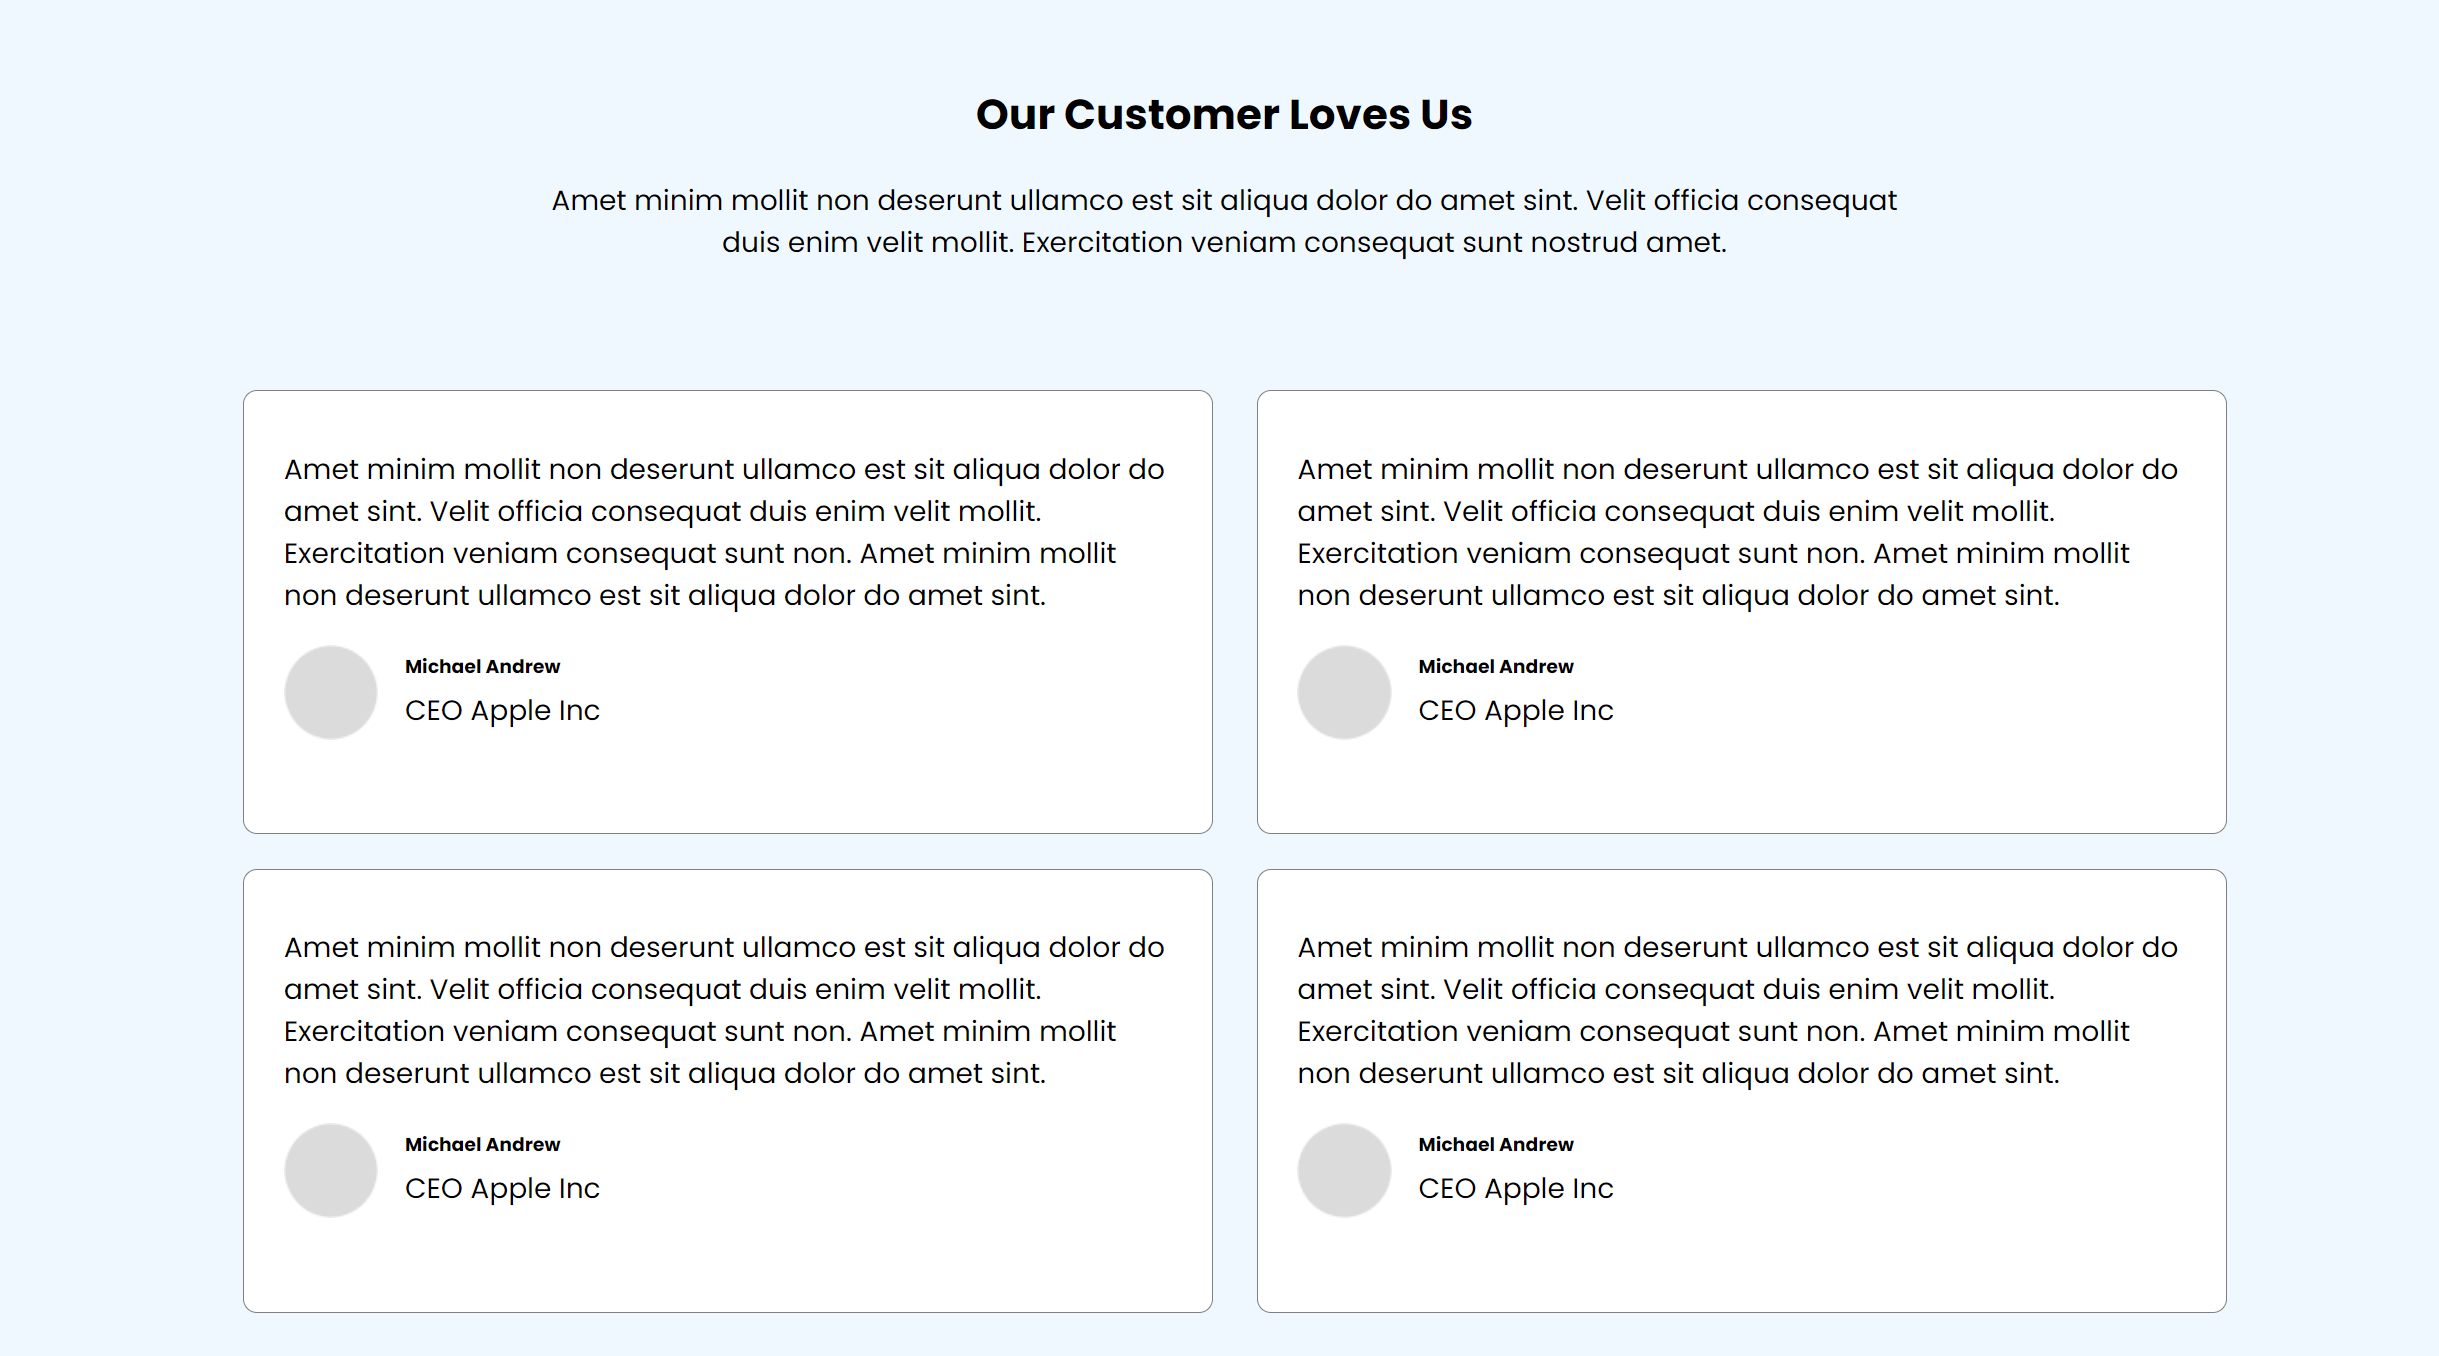 Our Customer Loves Us
Amet minim mollit non deserunt ullamco est sit aliqua dolor do amet sint. Velit officia consequat
duis enim velit mollit. Exercitation veniam consequat sunt nostrud amet.
Amet minim mollit non deserunt ullamco est sit aliqua dolor do
amet sint. Velit officia consequat duis enim velit mollit.
Exercitation veniam consequat sunt non. Amet minim mollit
non deserunt ullamco est sit aliqua dolor do amet sint.
Michael Andrew
CEO Apple Inc
Amet minim mollit non deserunt ullamco est sit aliqua dolor do
amet sint. Velit officia consequat duis enim velit mollit.
Exercitation veniam consequat sunt non. Amet minim mollit
non deserunt ullamco est sit aliqua dolor do amet sint.
Michael Andrew
CEO Apple Inc
Amet minim mollit non deserunt ullamco est sit aliqua dolor do
amet sint. Velit officia consequat duis enim velit mollit.
Exercitation veniam consequat sunt non. Amet minim mollit
non deserunt ullamco est sit aliqua dolor do amet sint.
Michael Andrew
CEO Apple Inc
Amet minim mollit non deserunt ullamco est sit aliqua dolor do
amet sint. Velit officia consequat duis enim velit mollit.
Exercitation veniam consequat sunt non. Amet minim mollit
non deserunt ullamco est sit aliqua dolor do amet sint.
Michael Andrew
CEO Apple Inc